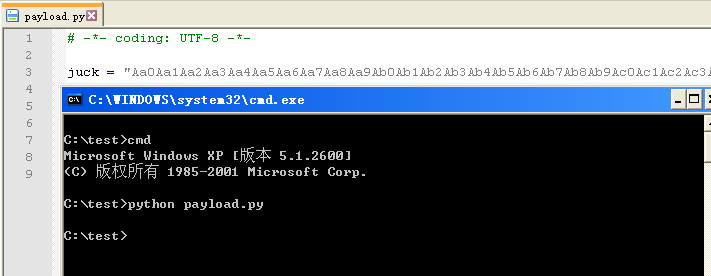 payload.py
1 # -*- coding: UTF-8 -*-
2
3 juck = "Aa0Aa1Aa2Aa3Aa4Aa5Aa6Aa7Aa8Aa9Ab0Ab1Ab2Ab3Ab4Ab5Ab6Ab7Ab8Ab9Ac0Ac1Ac2Ac3A
4
5
6
7
8
9
C:\WINDOWS\system32\cmd.exe
C:\test>cmd
Microsoft Windows XP [版本 5.1.2600]
(C) 版权所有 1985-2001 Microsoft Corp.
C:\test>python payload.py
C:\test>